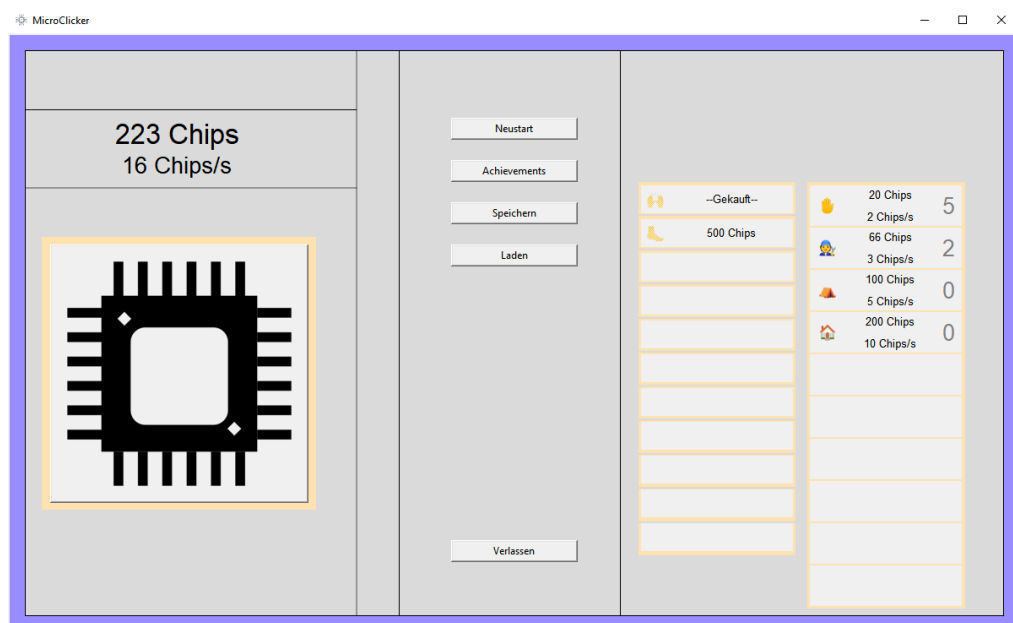 MicroClicker
223 Chips
16 Chips/s
Neustart
Achievements
Speichern
Laden
Verlassen
--Gekauft--
500 Chips
20 Chips
2 Chips/s
5
66 Chips
3 Chips/s
2
100 Chips
5 Chips/s
0
200 Chips
10 Chips/s
0